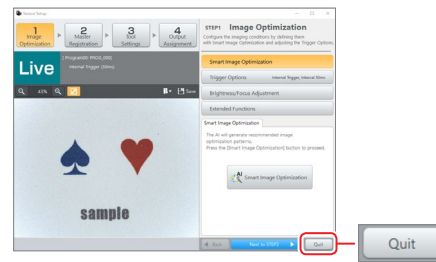 Sensor Setup
1
Image
Optimization
2
Master
Registration
3
Tool
Settings
4
Output
Assignment
STEP1 Image Optimization
Configure the imaging conditions by defining them
with Smart Image Optimization and adjusting the Trigger Options.
Live
Internal Trigger (50ms)
43%
Save
sample
Smart Image Optimization
Trigger Options Internal Trigger, Interval 50ms
Brightness/Focus Adjustment
Extended Functions
Smart Image Optimization
The AI will generate recommended image
optimization patterns.
Press the [Smart Image Optimization] button to proceed.
AI Smart Image Optimization
Back
Next to STEP2
Quit
Quit